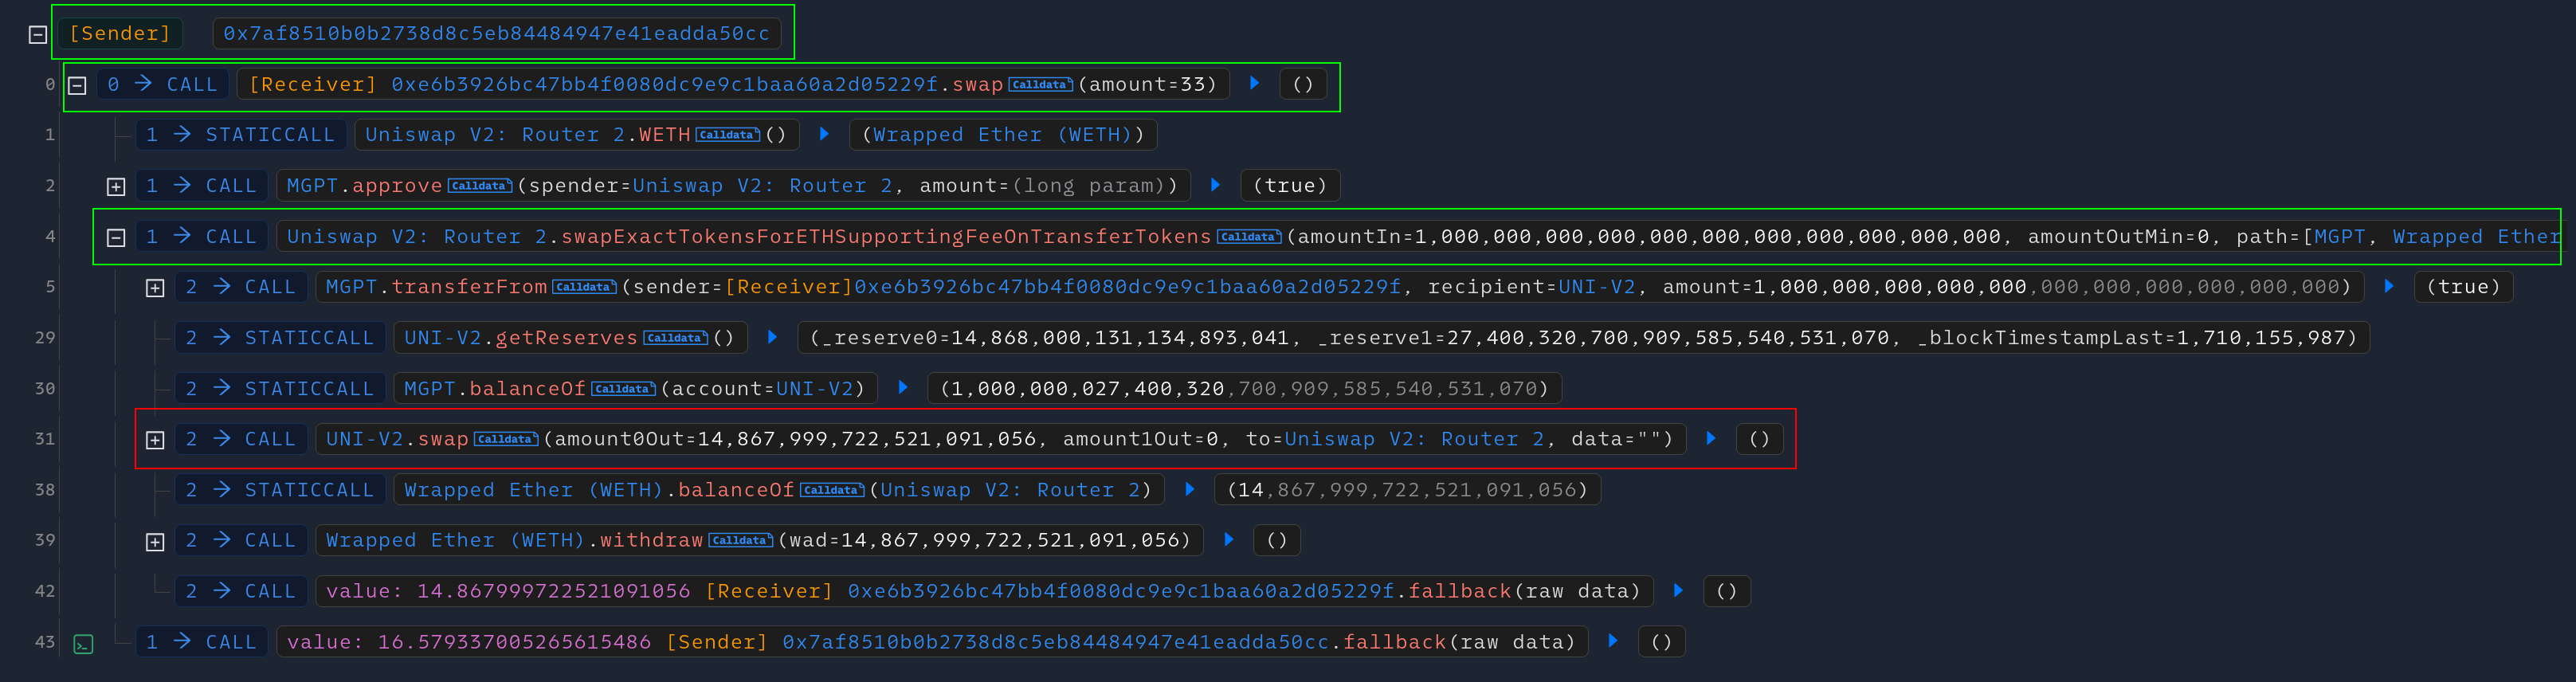 [Sender] 0x7af8510b0b2738d8c5eb84484947e41eadda50cc
0 0 → CALL [Receiver] 0xe6b3926bc47bb4f0080dc9e9c1baa60a2d05229f.swap Calldata (amount=33) ()
1 1 → STATICCALL Uniswap V2: Router 2.WETH Calldata () (Wrapped Ether (WETH))
2 1 → CALL MGPT.approve Calldata (spender=Uniswap V2: Router 2, amount=(long param)) (true)
4 1 → CALL Uniswap V2: Router 2.swapExactTokensForETHSupportingFeeOnTransferTokens Calldata (amountIn=1,000,000,000,000,000,000,000,000,000,000,000, amountOutMin=0, path=[MGPT, Wrapped Ether
5 2 → CALL MGPT.transferFrom Calldata (sender=[Receiver]0xe6b3926bc47bb4f0080dc9e9c1baa60a2d05229f, recipient=UNI-V2, amount=1,000,000,000,000,000,000,000,000,000,000,000) (true)
29 2 → STATICCALL UNI-V2.getReserves Calldata () (_reserve0=14,868,000,131,134,893,041, _reserve1=27,400,320,700,909,585,540,531,070, _blockTimestampLast=1,710,155,987)
30 2 → STATICCALL MGPT.balanceOf Calldata (account=UNI-V2) (1,000,000,027,400,320,700,909,585,540,531,070)
31 2 → CALL UNI-V2.swap Calldata (amount0Out=14,867,999,722,521,091,056, amount1Out=0, to=Uniswap V2: Router 2, data="") ()
38 2 → STATICCALL Wrapped Ether (WETH).balanceOf Calldata (Uniswap V2: Router 2) (14,867,999,722,521,091,056)
39 2 → CALL Wrapped Ether (WETH).withdraw Calldata (wad=14,867,999,722,521,091,056) ()
42 2 → CALL value: 14.867999722521091056 [Receiver] 0xe6b3926bc47bb4f0080dc9e9c1baa60a2d05229f.fallback(raw data) ()
43 1 → CALL value: 16.579337005265615486 [Sender] 0x7af8510b0b2738d8c5eb84484947e41eadda50cc.fallback(raw data) ()